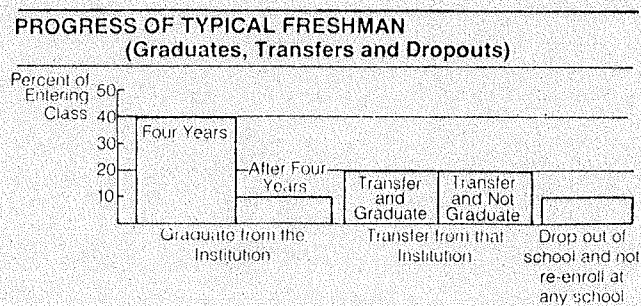 PROGRESS OF TYPICAL FRESHMAN
(Graduates, Transfers and Dropouts)
Percent of
Entering
Class
50
40
30
20
10
Four Years
After Four
Years
Transfer
and
Graduate
Transfer
and Not
Graduate
Graduate from the
Institution
Transfer from that
Institution
Drop out of
school and not
re-enroll at
any school